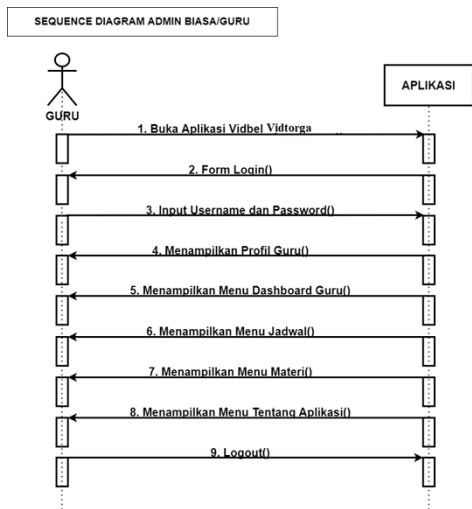 SEQUENCE DIAGRAM ADMIN BIASA/GURU
GURU
APLIKASI
1. Buka Aplikasi Vidbel Vidtorga ()
2. Form Login()
3. Input Username dan Password()
4. Menampilkan Profil Guru()
5. Menampilkan Menu Dashboard Guru()
6. Menampilkan Menu Jadwal()
7. Menampilkan Menu Materi()
8. Menampilkan Menu Tentang Aplikasi()
9. Logout()